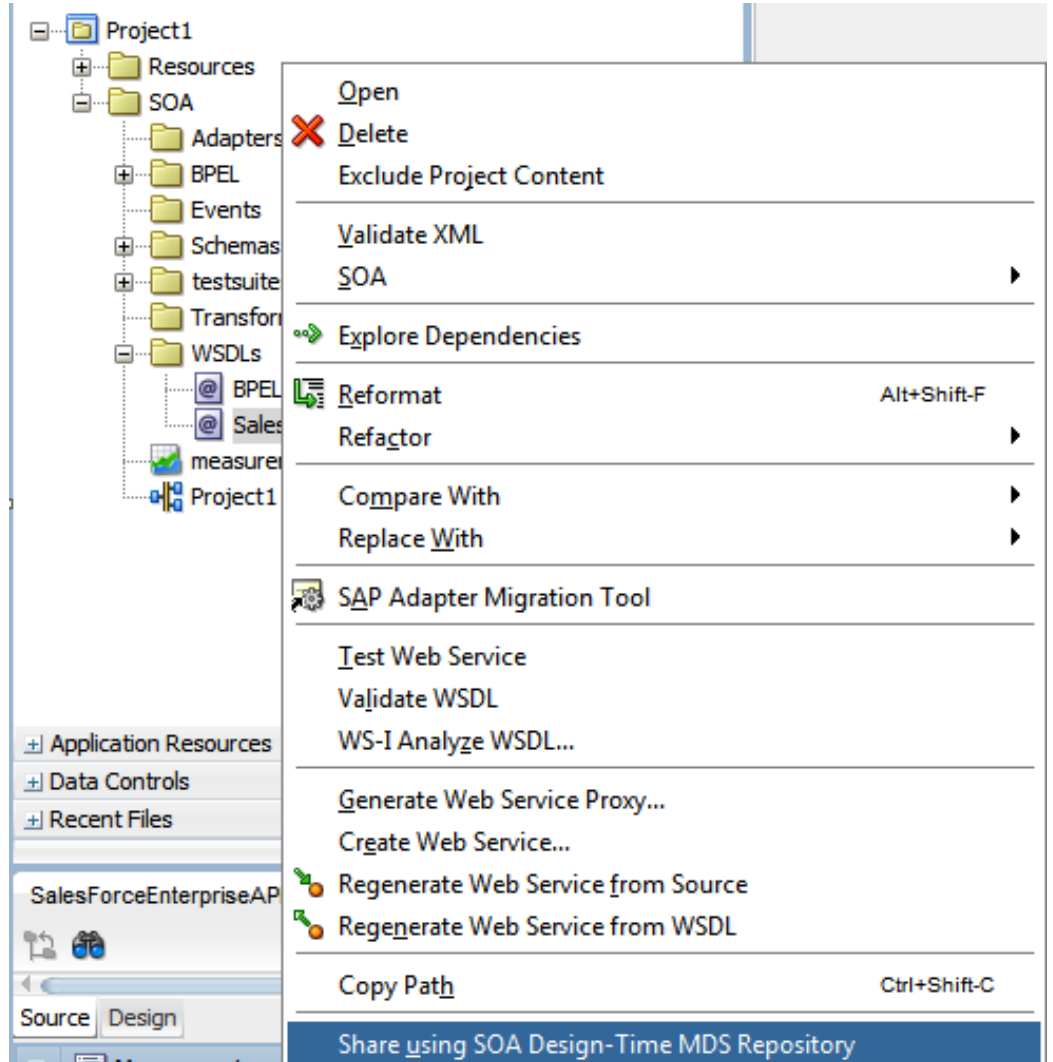 Project1
Resources
SOA
Adapters
BPEL
Events
Schemas
testsuite
Transfor
WSDLs
BPEL
Sales
measure
Project1
Open
Delete
Exclude Project Content
Validate XML
SOA
Explore Dependencies
Reformat Alt+Shift-F
Refactor
Compare With
Replace With
SAP Adapter Migration Tool
Test Web Service
Validate WSDL
WS-I Analyze WSDL...
Generate Web Service Proxy...
Create Web Service...
Regenerate Web Service from Source
Regenerate Web Service from WSDL
Copy Path Ctrl+Shift-C
Share using SOA Design-Time MDS Repository
Application Resources
Data Controls
Recent Files
SalesForceEnterpriseAP
Source Design